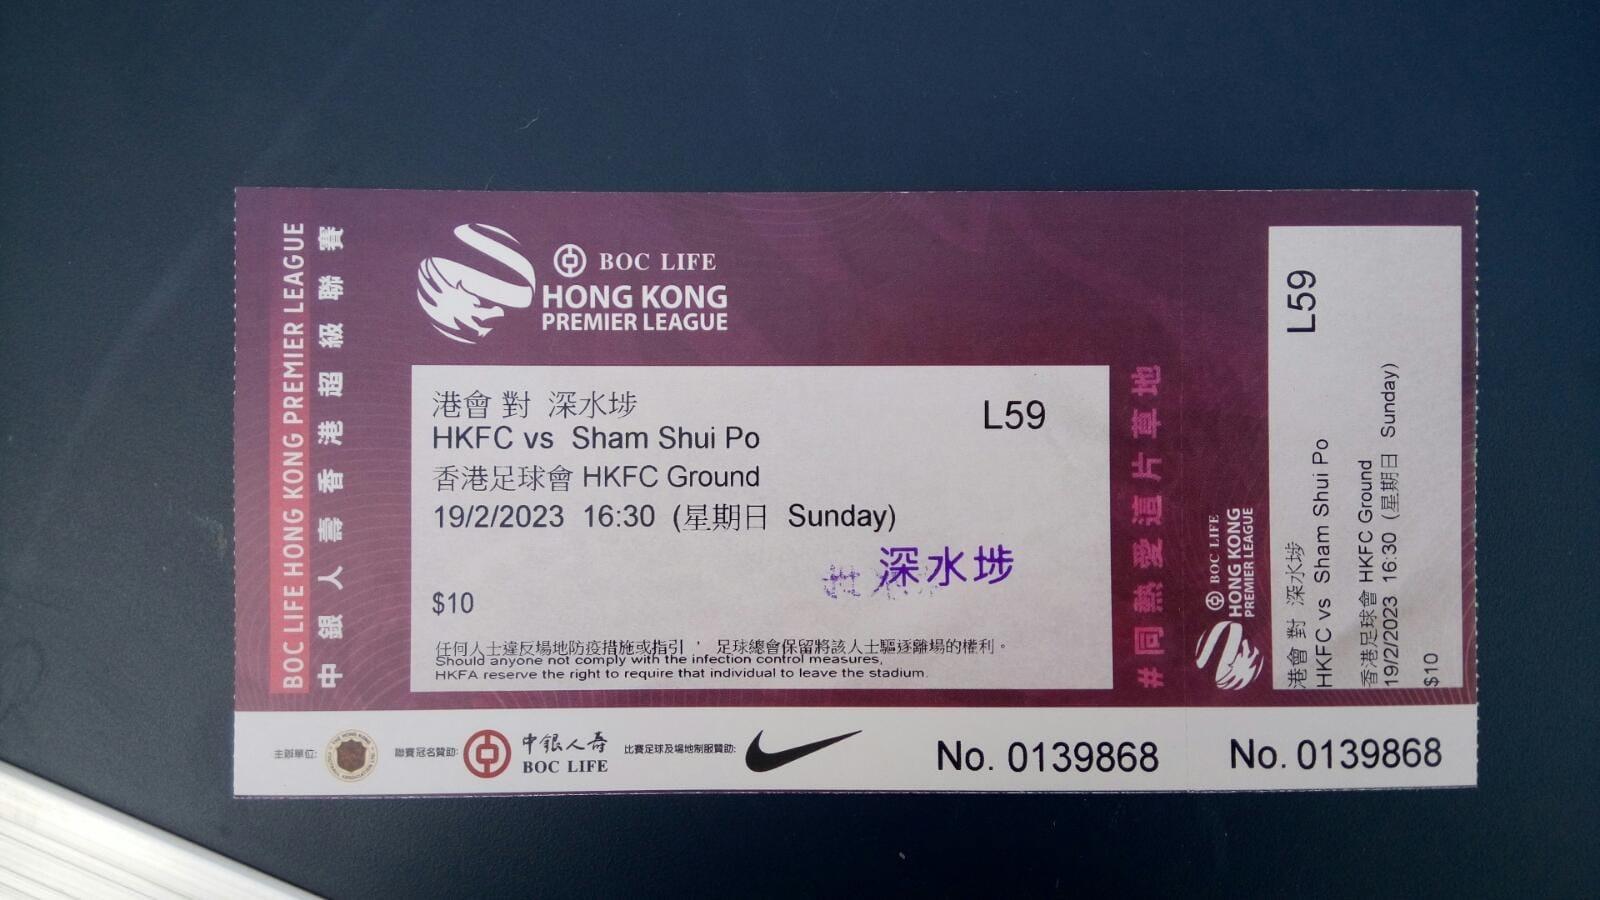 BOC LIFE HONG KONG PREMIER LEAGUE
中銀人壽香港超級聯賽
BOC LIFE
HONG KONG
PREMIER LEAGUE
港會 對 深水埗
HKFC vs Sham Shui Po
香港足球會 HKFC Ground
19/2/2023 16:30 (星期日 Sunday)
L59
深水埗
$10
任何人士違反場地防疫措施或指引， 足球總會保留將該人士驅逐離場的權利。
Should anyone not comply with the infection control measures,
HKFA reserve the right to require that individual to leave the stadium.
#同熱愛這片草地
主辦單位:
聯賽冠名贊助:
中銀人壽
BOC LIFE
比賽足球及場地制服贊助:
No. 0139868
BOC LIFE
HONG KONG
PREMIER LEAGUE
L59
港會 對 深水埗
HKFC vs Sham Shui Po
香港足球會 HKFC Ground
19/2/2023 16:30 (星期日 Sunday)
$10
No. 0139868